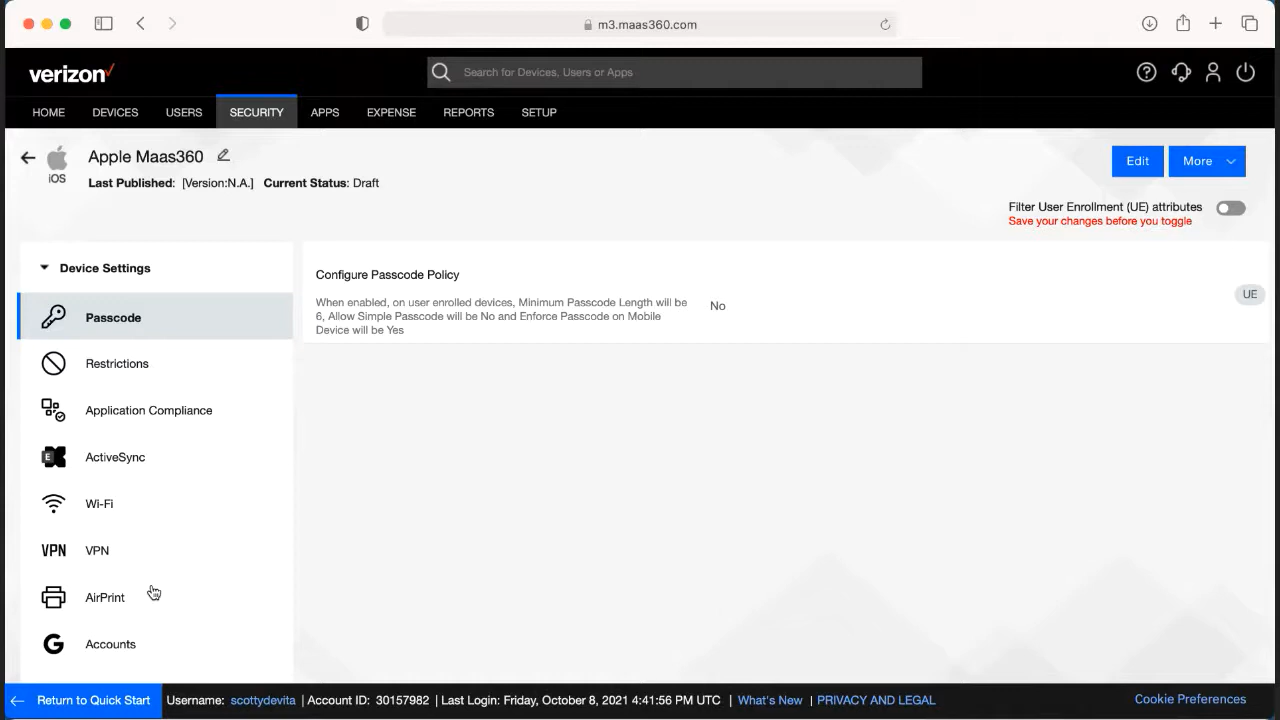 m3.maas360.com
verizon
Search for Devices, Users or Apps
HOME DEVICES USERS SECURITY APPS EXPENSE REPORTS SETUP
iOS
Apple Maas360
Last Published: [Version:N.A.] Current Status: Draft
Edit
More
Filter User Enrollment (UE) attributes
Save your changes before you toggle
Device Settings
Passcode
Restrictions
Application Compliance
E
ActiveSync
Wi-Fi
VPN VPN
AirPrint
G Accounts
Configure Passcode Policy
When enabled, on user enrolled devices, Minimum Passcode Length will be
6, Allow Simple Passcode will be No and Enforce Passcode on Mobile
Device will be Yes
No
UE
Return to Quick Start
Username: scottydevita | Account ID: 30157982 | Last Login: Friday, October 8, 2021 4:41:56 PM UTC | What's New | PRIVACY AND LEGAL
Cookie Preferences